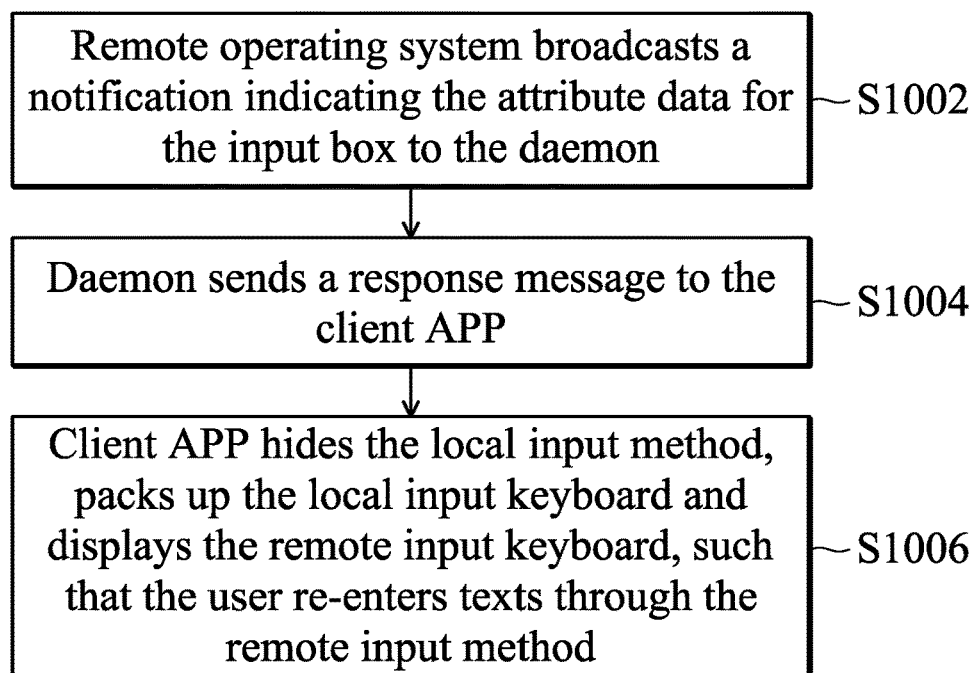 Remote operating system broadcasts a
notification indicating the attribute data for
the input box to the daemon
S1002
Daemon sends a response message to the
client APP
S1004
Client APP hides the local input method,
packs up the local input keyboard and
displays the remote input keyboard, such
that the user re-enters texts through the
remote input method
S1006